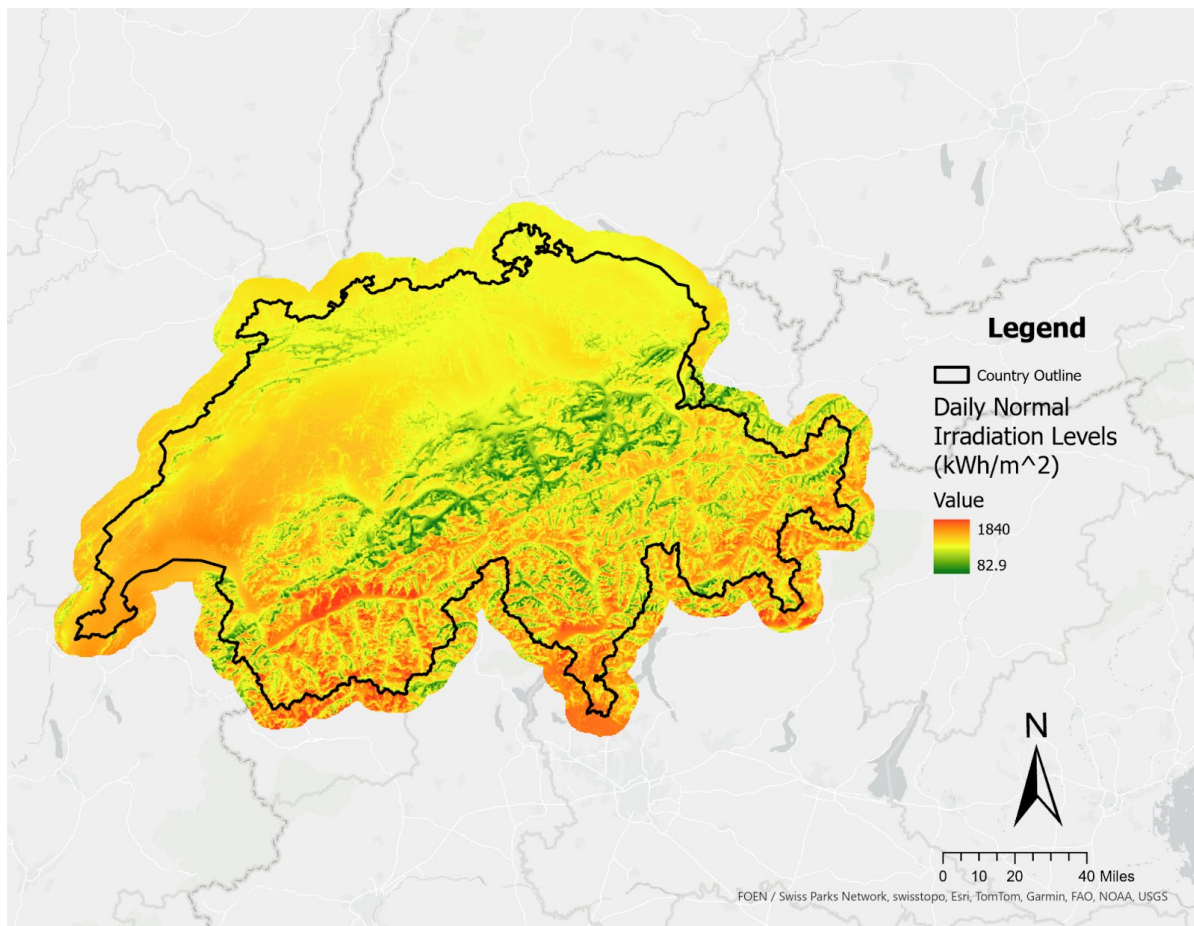 Legend
Country Outline
Daily Normal
Irradiation Levels
(kWh/m^2)
Value
1840
82.9
N
0 10 20 40 Miles
FOEN / Swiss Parks Network, swisstopo, Esri, TomTom, Garmin, FAO, NOAA, USGS